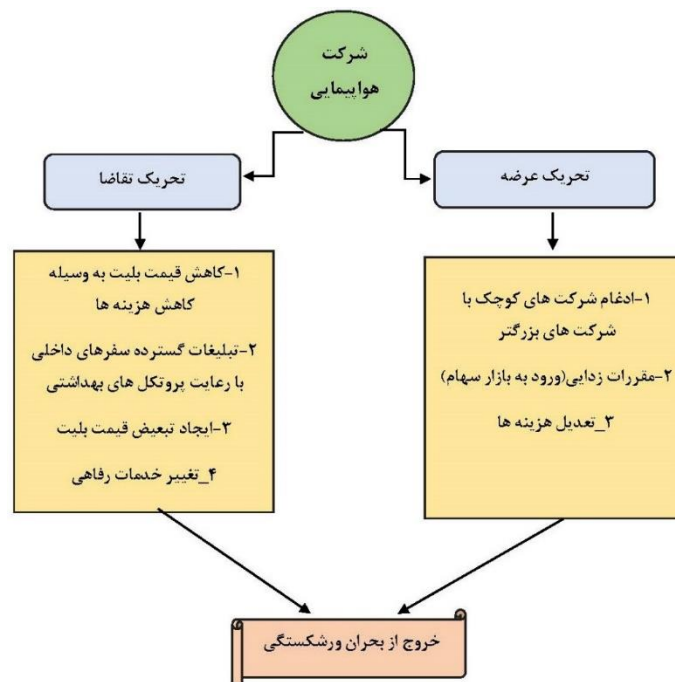 شرکت
هواپیمایی
تحریک عرضه
تحریک تقاضا
۱-ادغام شرکت های کوچک با
شرکت های بزرگتر
۲-مقررات زدایی(ورود به بازار سهام)
۳_تعدیل هزینه ها
۱-کاهش قیمت بلیت به وسیله
کاهش هزینه ها
۲-تبلیغات گسترده سفرهای داخلی
با رعایت پروتکل های بهداشتی
۳-ایجاد تبعیض قیمت بلیت
۴_تغییر خدمات رفاهی
خروج از بحران ورشکستگی